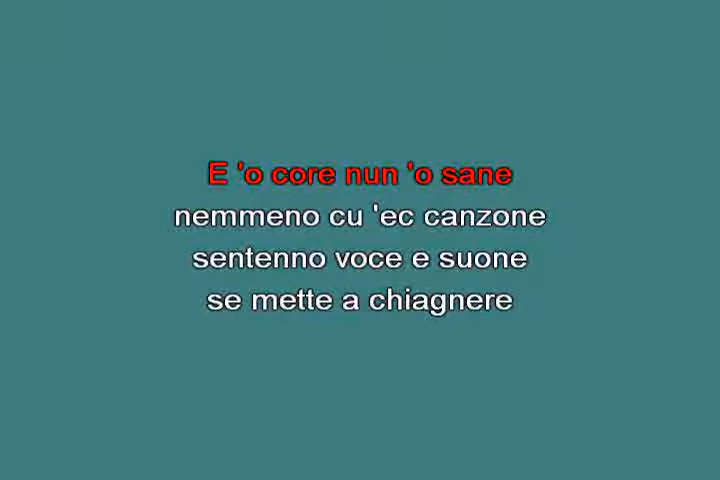 E 'o core nun 'o sane
nemmeno cu 'ec canzone
sentenno voce e suone
se mette a chiagnere